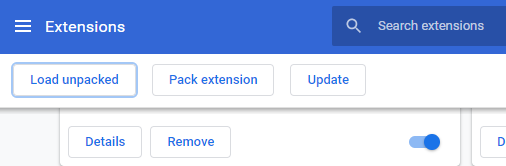 Extensions
Search extensions
Load unpacked
Pack extension
Update
Details
Remove
D